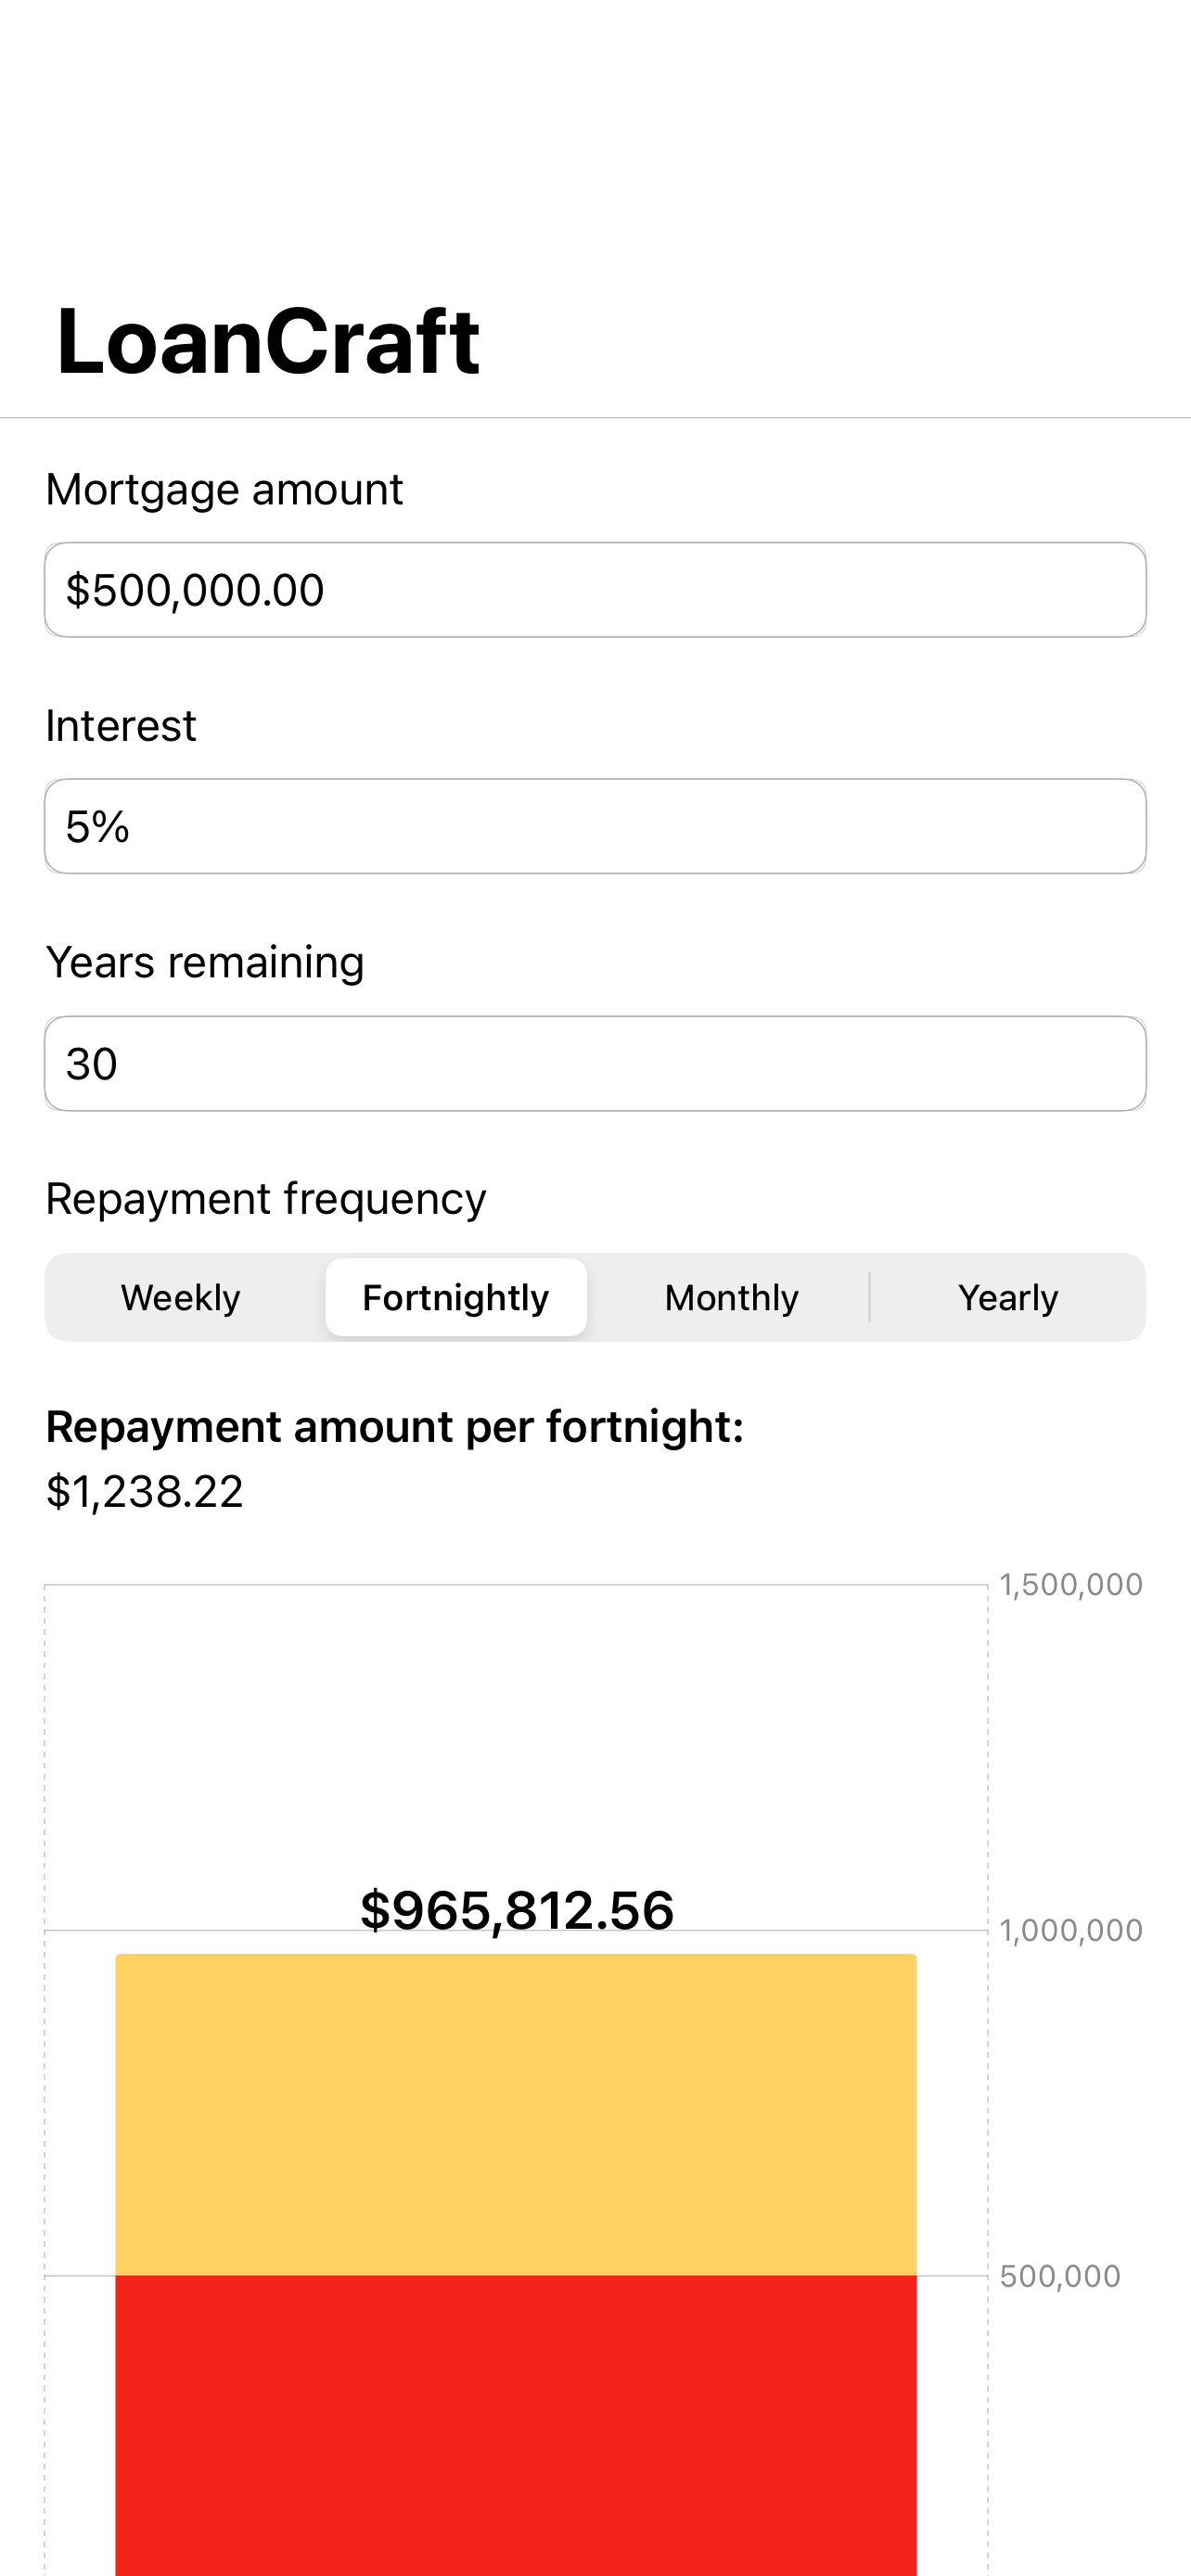 LoanCraft
Mortgage amount
$500,000.00
Interest
5%
Years remaining
30
Repayment frequency
Weekly Fortnightly Monthly Yearly
Repayment amount per fortnight:
$1,238.22
1,500,000
$965,812.56
1,000,000
500,000